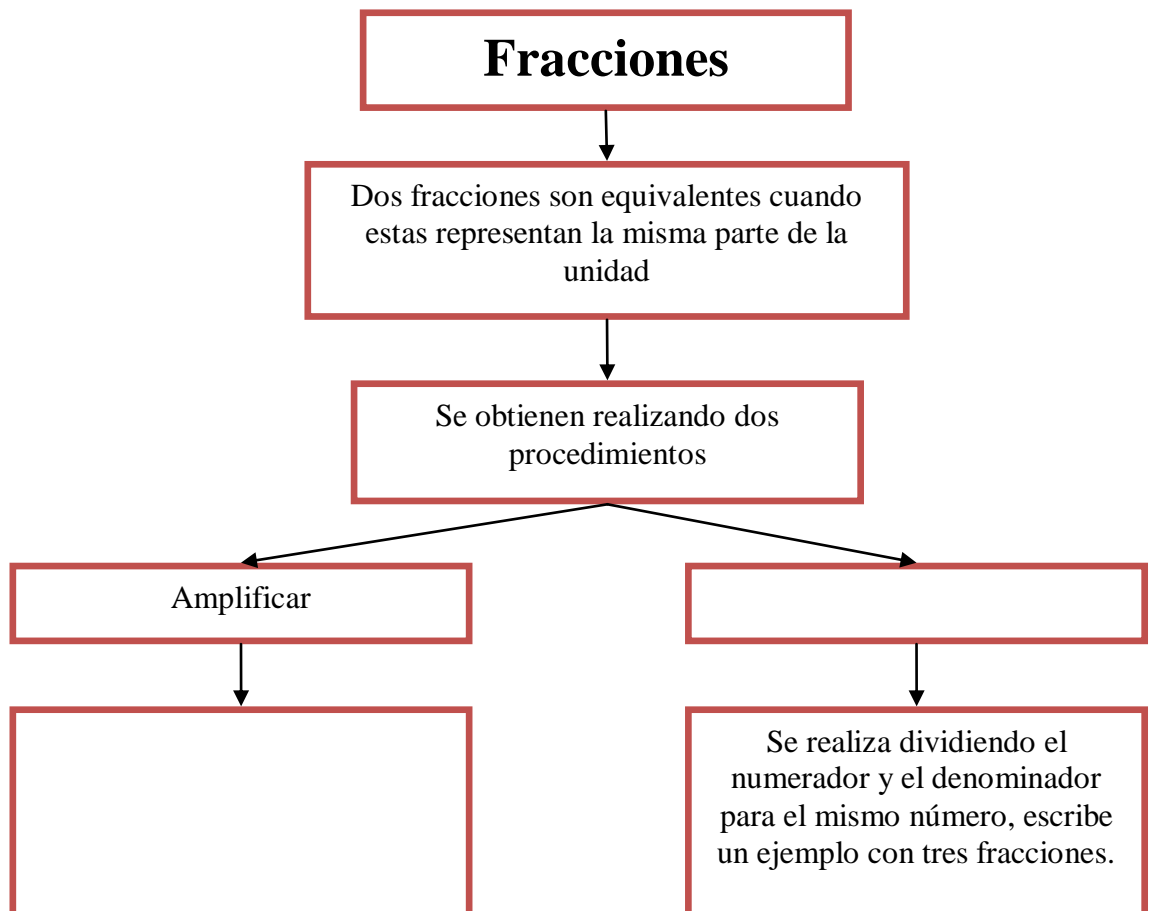 Fracciones
Dos fracciones son equivalentes cuando
estas representan la misma parte de la
unidad
Se obtienen realizando dos
procedimientos
Amplificar
Se realiza dividiendo el
numerador y el denominador
para el mismo número, escribe
un ejemplo con tres fracciones.